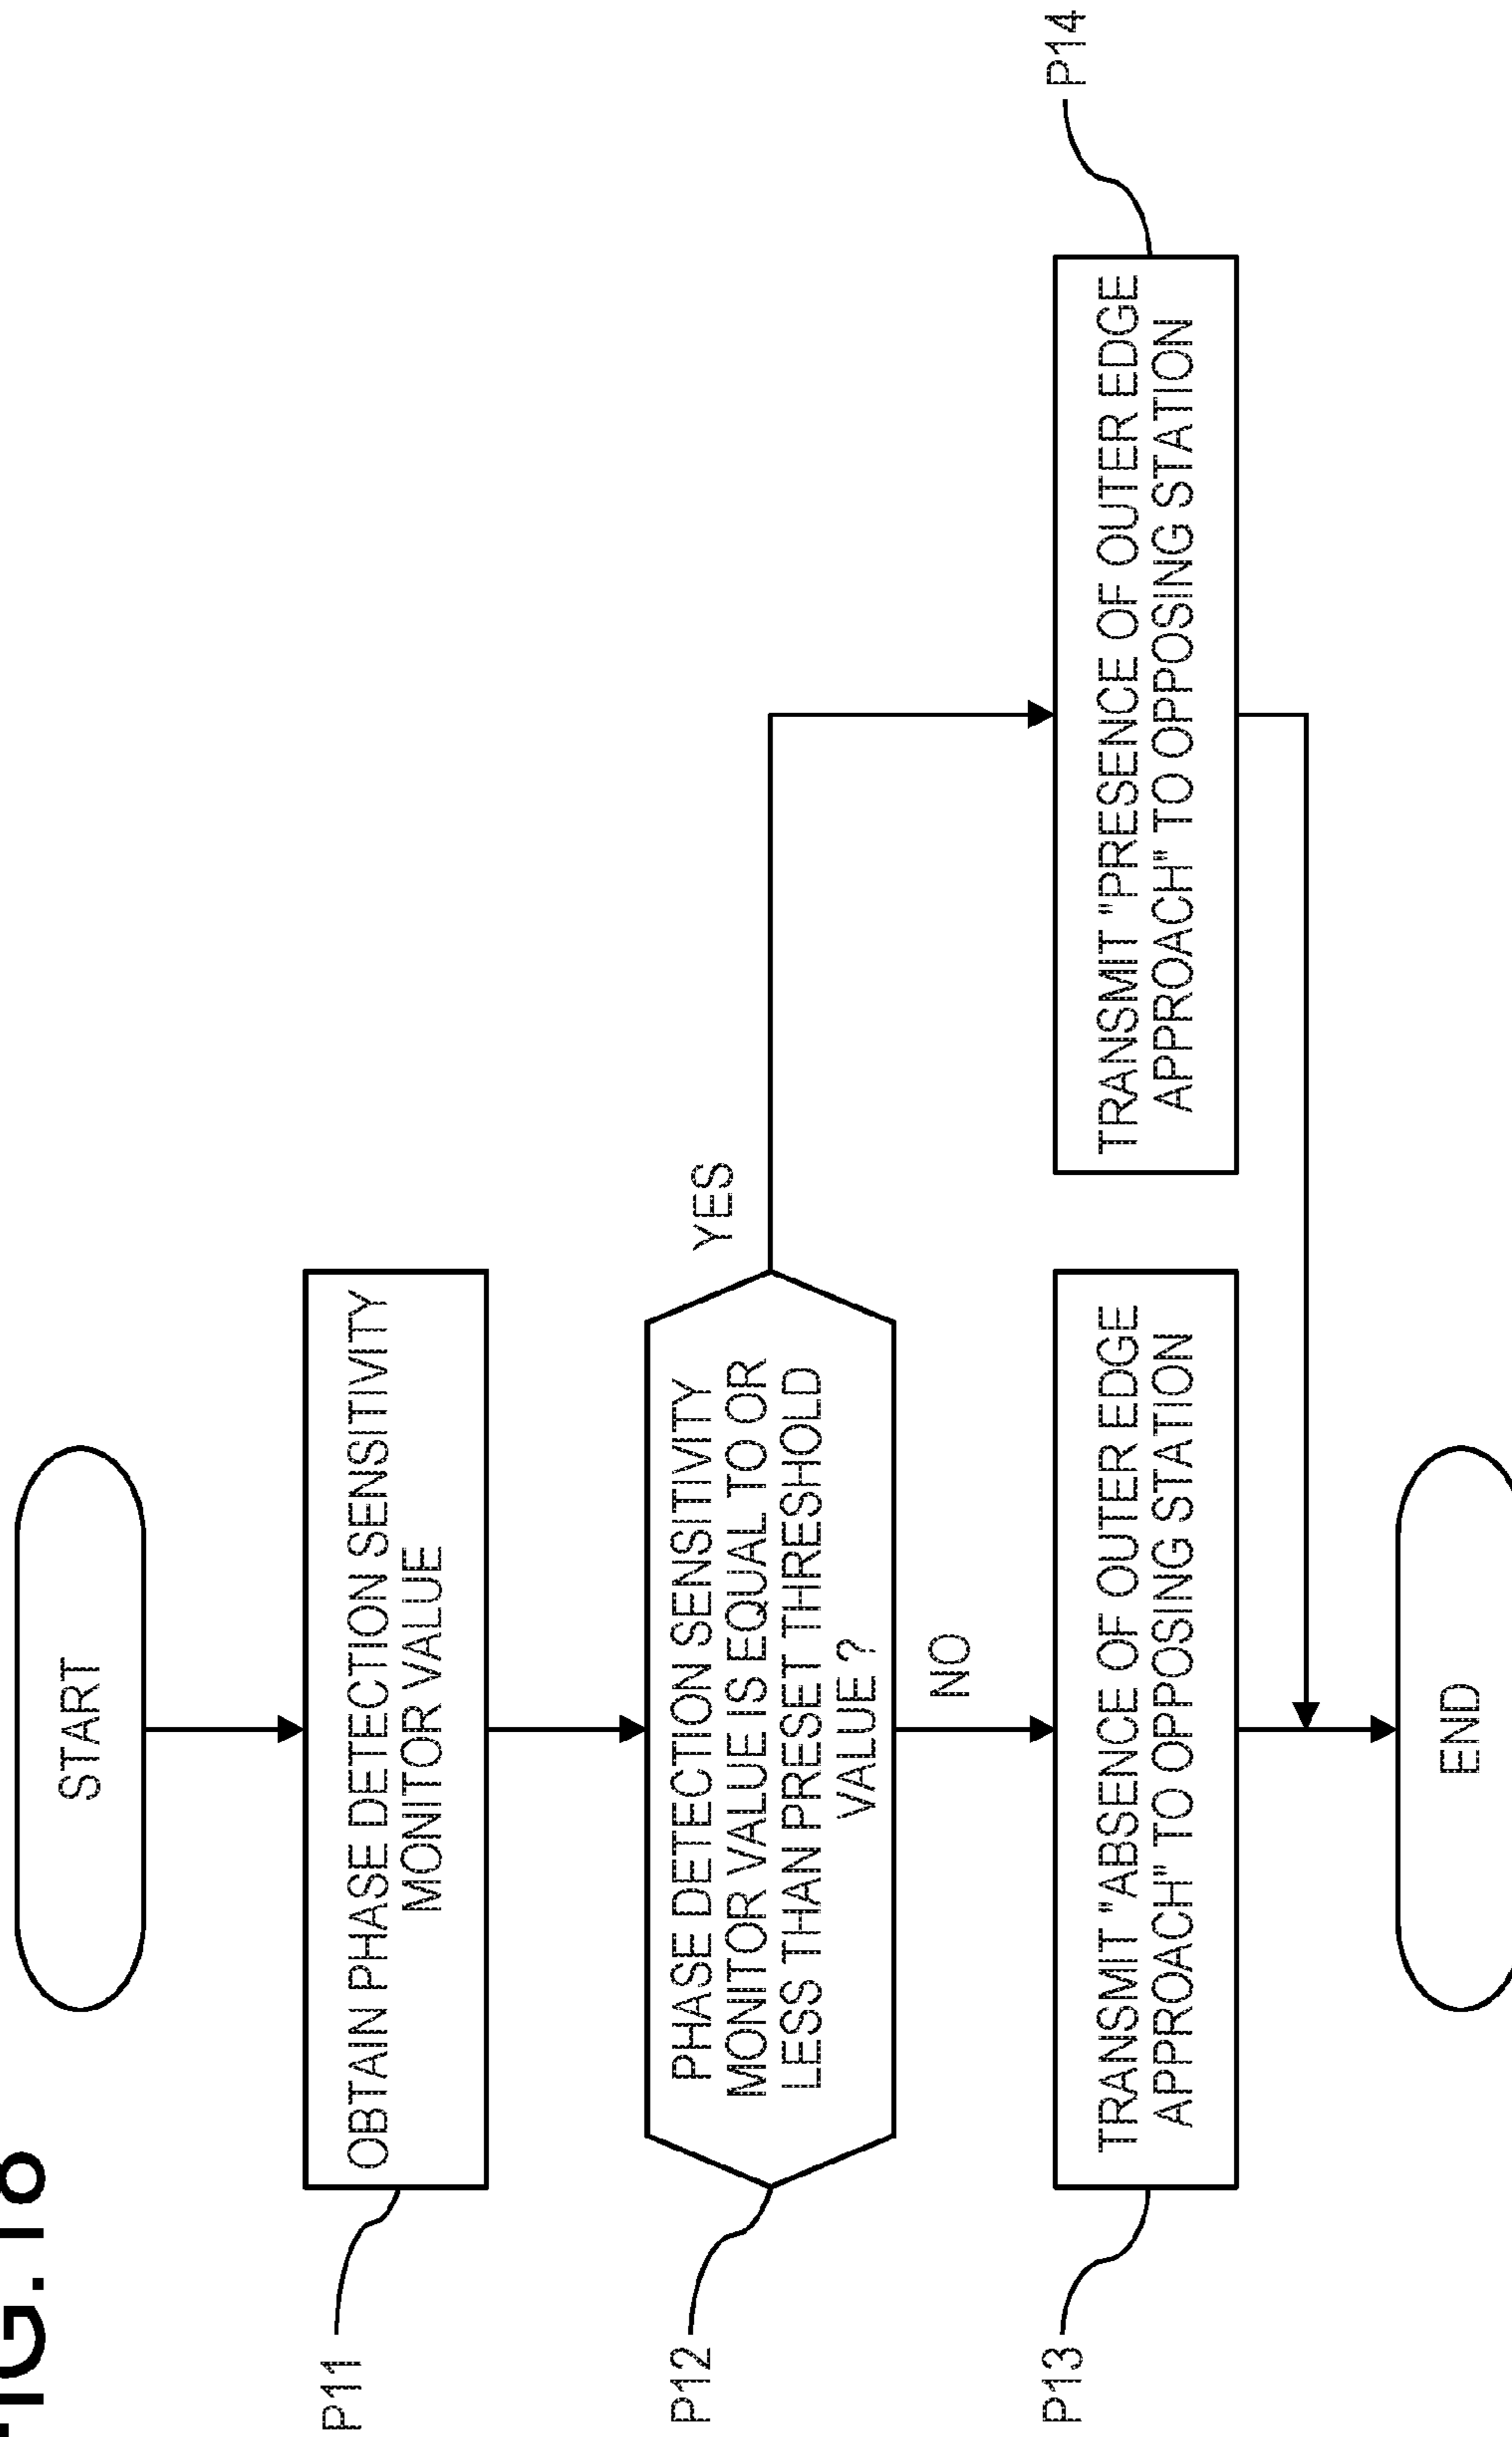 FIG.18
START
P11
OBTAIN PHASE DETECTION SENSITIVITY
MONITOR VALUE
P12
PHASE DETECTION SENSITIVITY
MONITOR VALUE IS EQUAL TO OR
LESS THAN PRESET THRESHOLD
VALUE ?
YES
NO
P13
TRANSMIT "ABSENCE OF OUTER EDGE
APPROACH" TO OPPOSING STATION
P14
TRANSMIT "PRESENCE OF OUTER EDGE
APPROACH" TO OPPOSING STATION
END